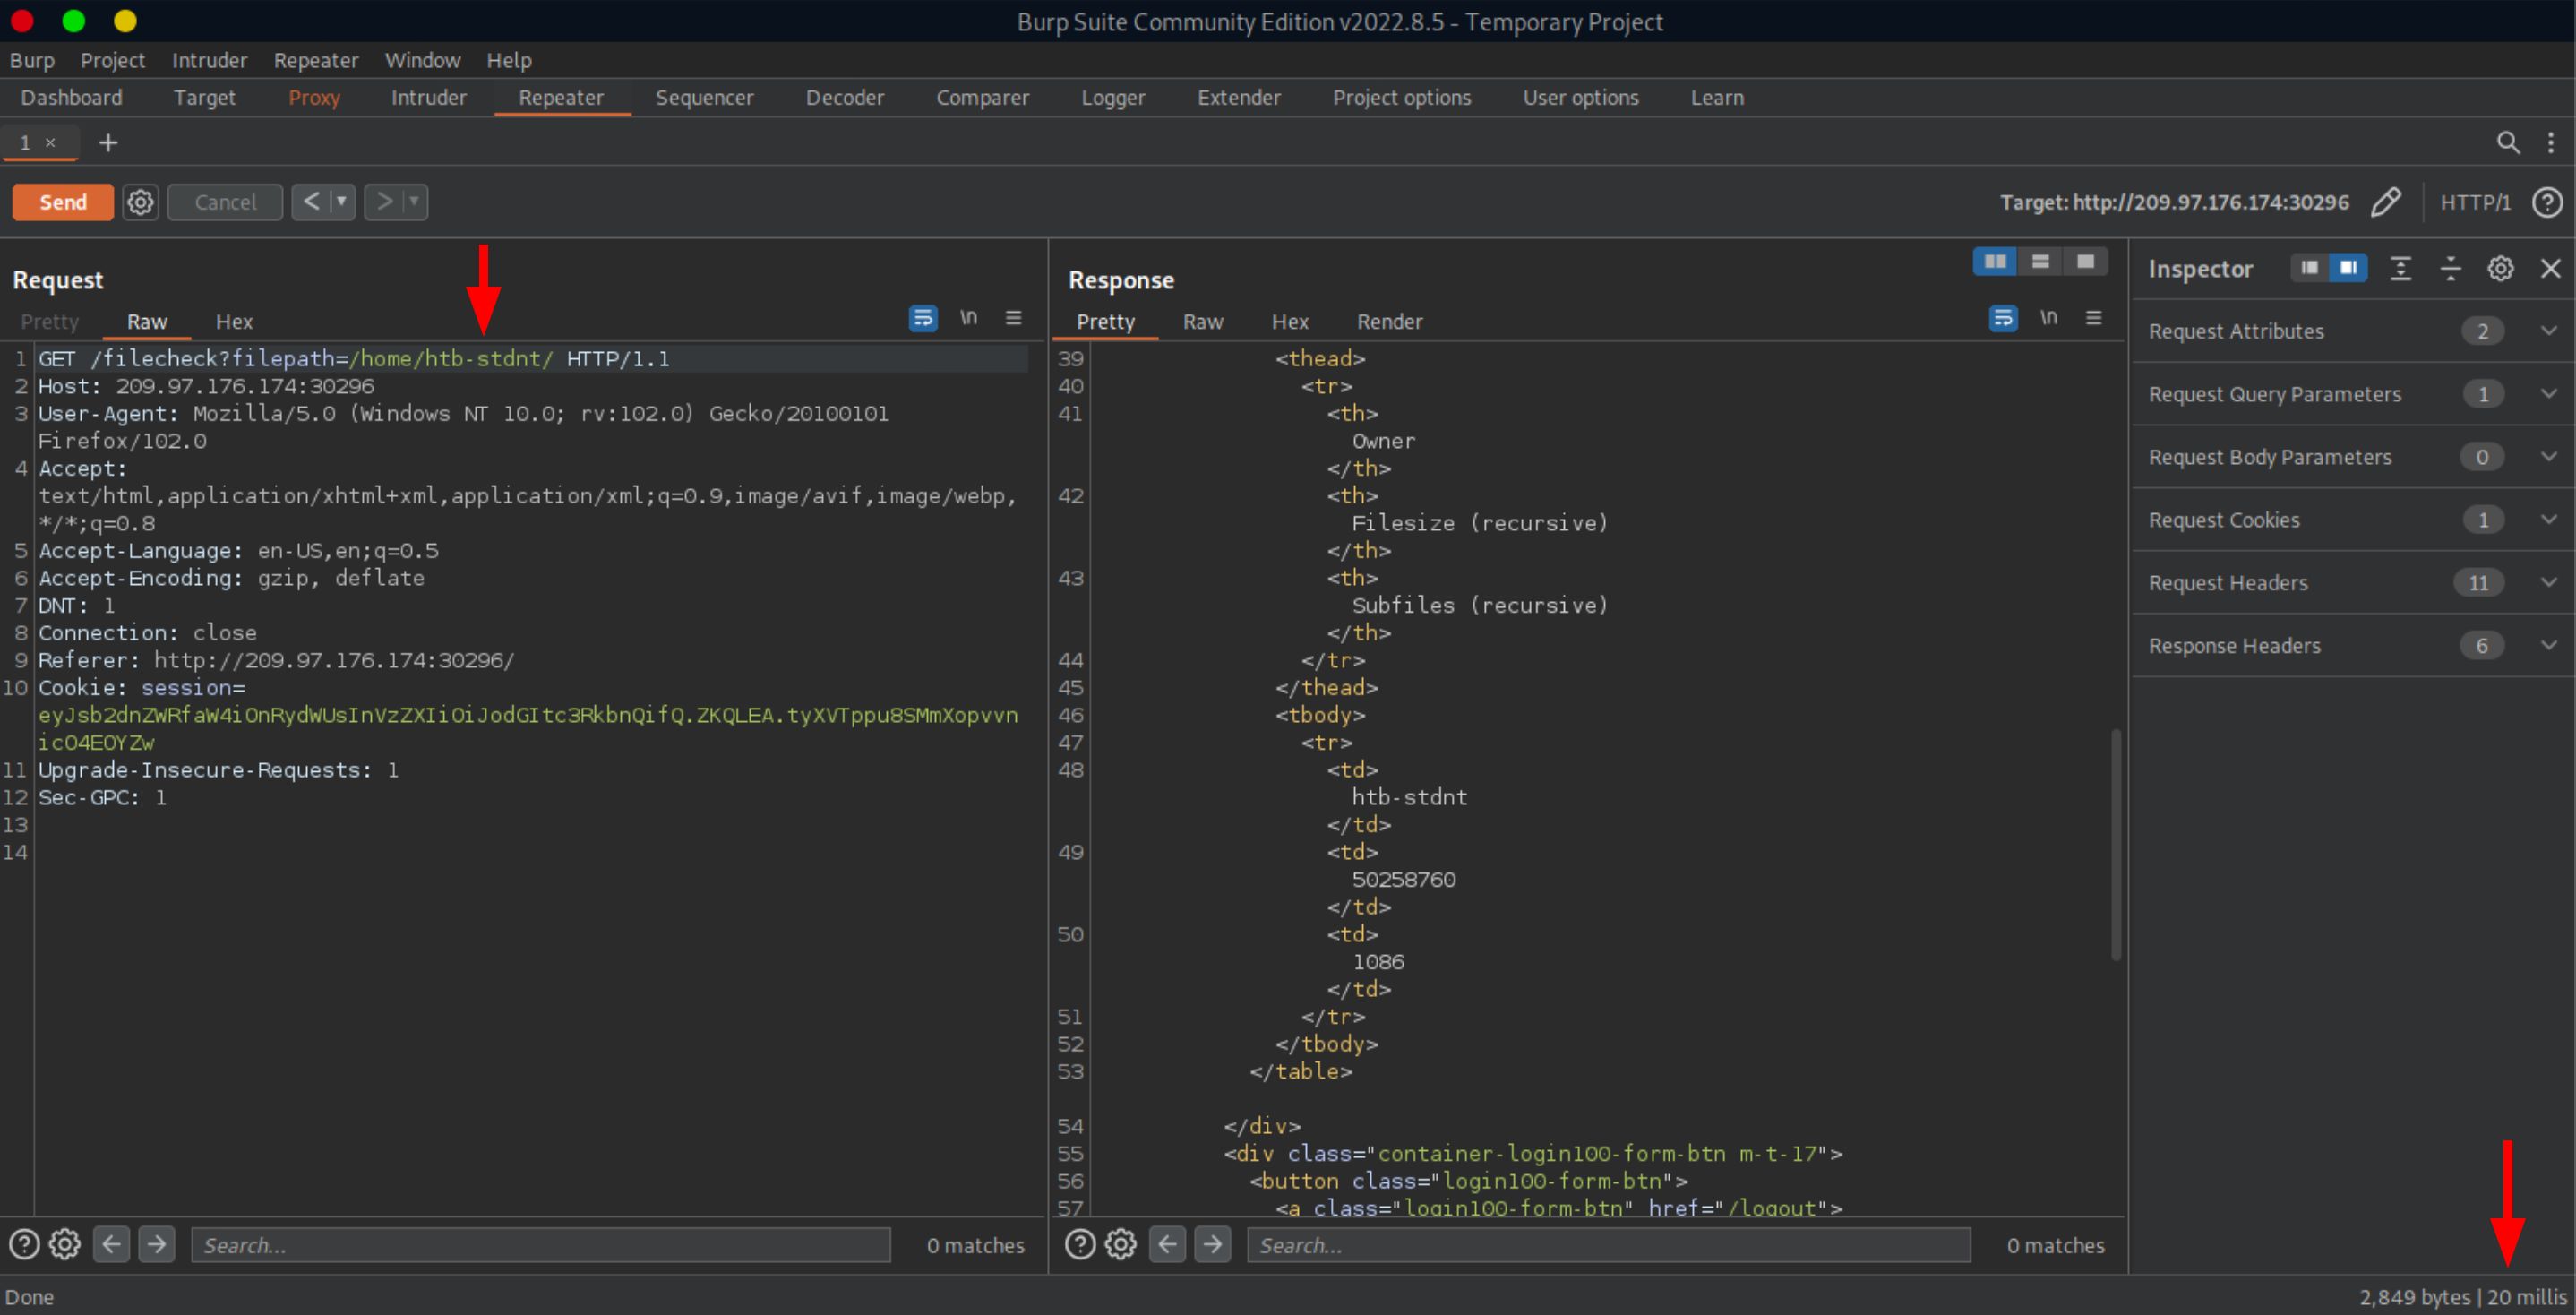 Burp Suite Community Edition v2022.8.5 - Temporary Project
Burp Project Intruder Repeater Window Help
Dashboard Target Proxy Intruder Repeater Sequencer Decoder Comparer Logger Extender Project options User options Learn
1 × +
Send Cancel < > Target: http://209.97.176.174:30296 HTTP/1 ?
Request
Pretty Raw Hex \n
1 GET /filecheck?filepath=/home/htb-stdnt/ HTTP/1.1
2 Host: 209.97.176.174:30296
3 User-Agent: Mozilla/5.0 (Windows NT 10.0; rv:102.0) Gecko/20100101
Firefox/102.0
4 Accept:
text/html,application/xhtml+xml,application/xml;q=0.9,image/avif,image/webp,
*/*;q=0.8
5 Accept-Language: en-US,en;q=0.5
6 Accept-Encoding: gzip, deflate
7 DNT: 1
8 Connection: close
9 Referer: http://209.97.176.174:30296/
10 Cookie: session=
eyJsb2dnZWRfaW4iOnRydWUsInVzZXIiOiJodGItc3RkbnQifQ.ZKQLEA.tyXVTppu8SMmXopvvn
icO4EOYZw
11 Upgrade-Insecure-Requests: 1
12 Sec-GPC: 1
13
14
? Search... 0 matches
Response
Pretty Raw Hex Render \n
39 <thead>
40 <tr>
41 <th>
Owner
</th>
42 <th>
Filesize (recursive)
</th>
43 <th>
Subfiles (recursive)
</th>
44 </tr>
45 </thead>
46 <tbody>
47 <tr>
48 <td>
htb-stdnt
</td>
49 <td>
50258760
</td>
50 <td>
1086
</td>
51 </tr>
52 </tbody>
53 </table>
54 </div>
55 <div class="container-login100-form-btn m-t-17">
56 <button class="login100-form-btn">
57 <a class="login100-form-btn" href="/logout">
? Search... 0 matches
Inspector
Request Attributes 2
Request Query Parameters 1
Request Body Parameters 0
Request Cookies 1
Request Headers 11
Response Headers 6
Done 2,849 bytes | 20 millis